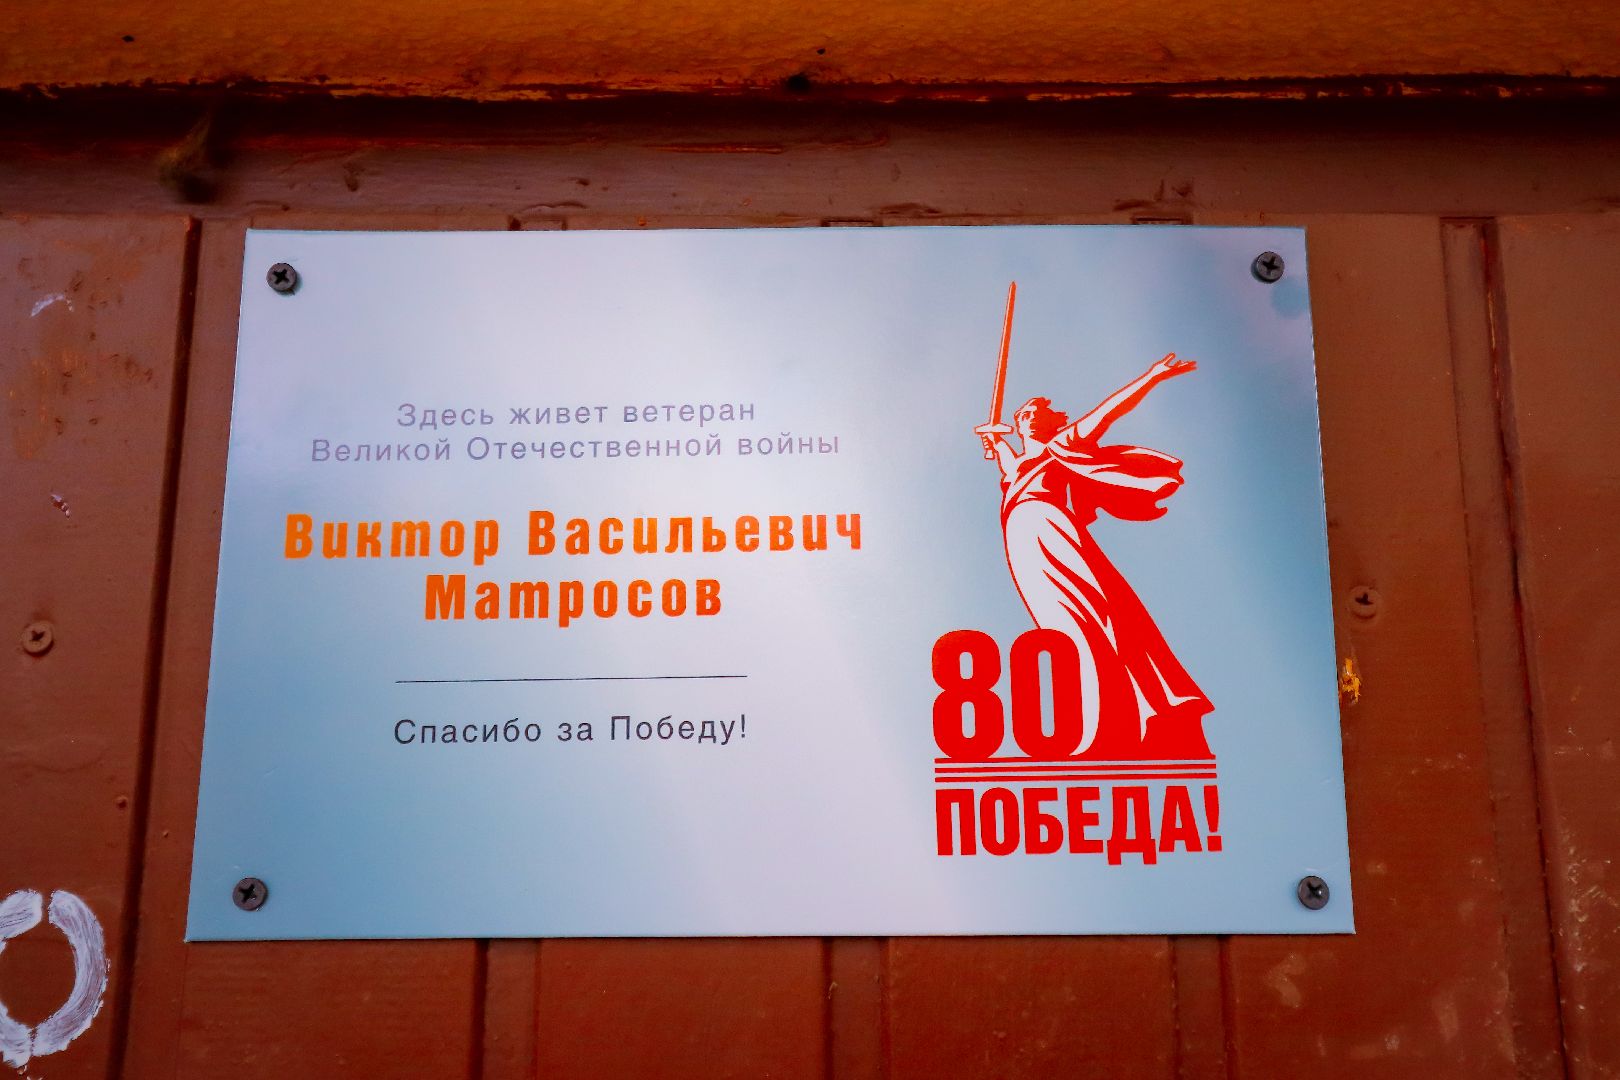 Здесь живет ветеран
Великой Отечественной войны
Виктор Васильевич
Матросов
Спасибо за Победу!
80
ПОБЕДА!